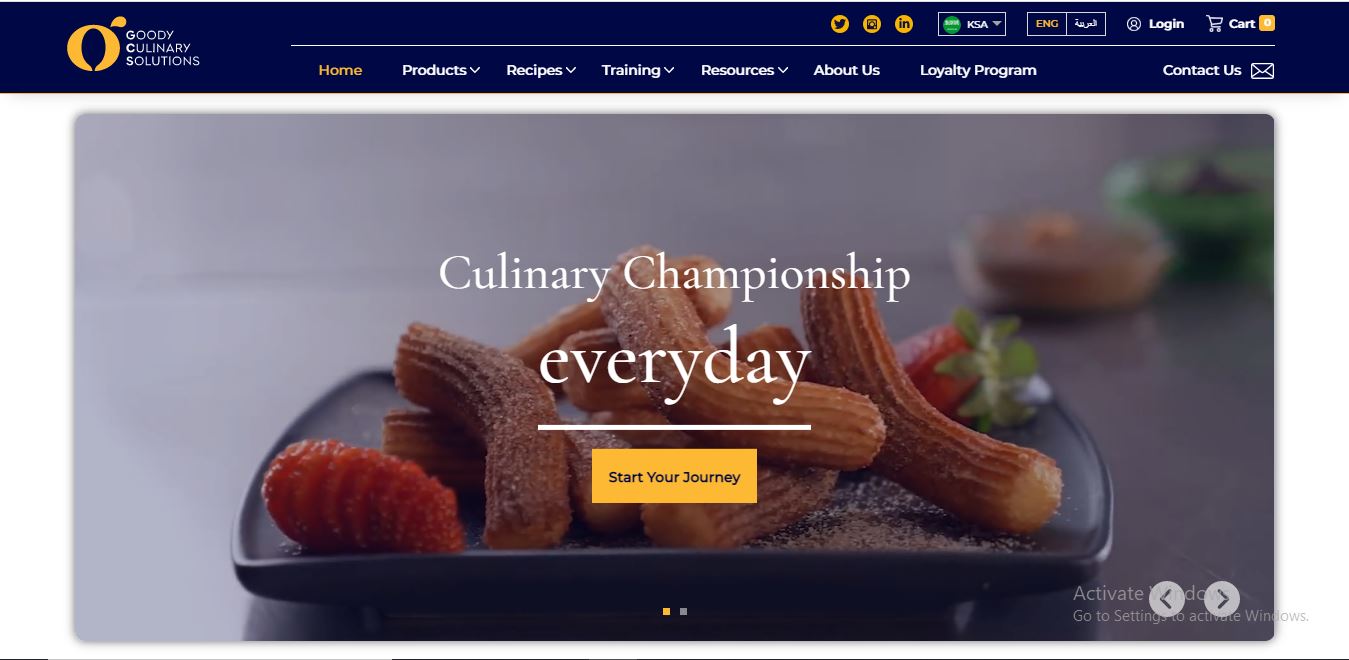 GOODY
CULINARY
SOLUTIONS
KSA
ENG
العربية
Login
Cart
0
Home
Products
Recipes
Training
Resources
About Us
Loyalty Program
Contact Us
Culinary Championship
everyday
Start Your Journey
Activate Windows
Go to Settings to activate Windows.